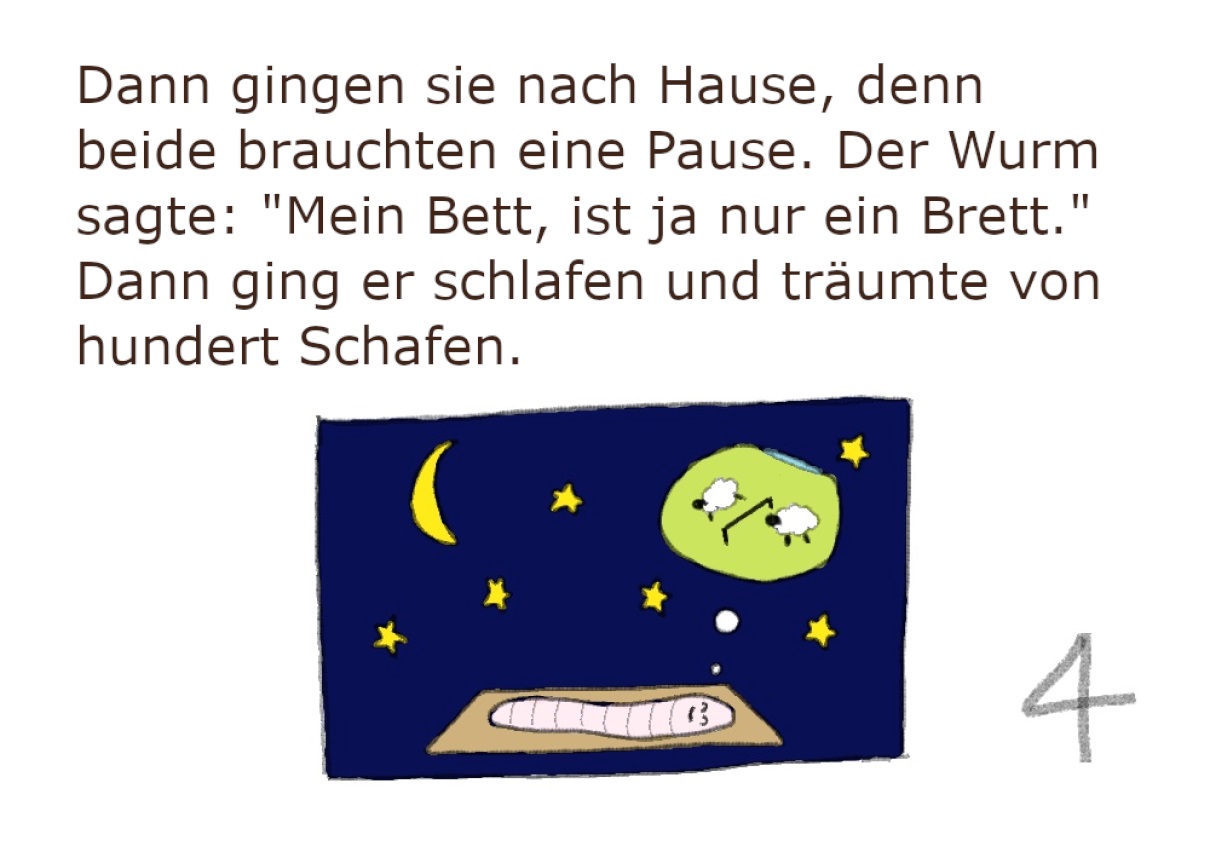 Dann gingen sie nach Hause, denn
beide brauchten eine Pause. Der Wurm
sagte: "Mein Bett, ist ja nur ein Brett."
Dann ging er schlafen und träumte von
hundert Schafen.
4